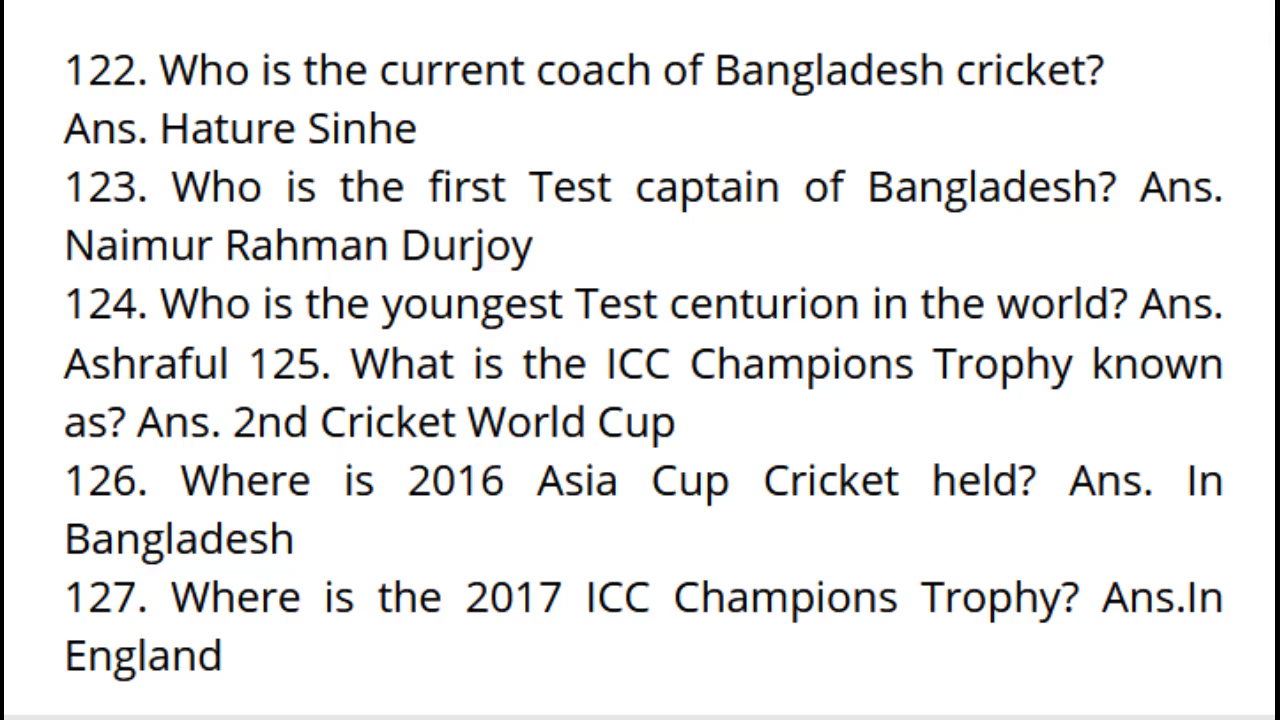 122. Who is the current coach of Bangladesh cricket?
Ans. Hature Sinhe
123. Who is the first Test captain of Bangladesh? Ans.
Naimur Rahman Durjoy
124. Who is the youngest Test centurion in the world? Ans.
Ashraful 125. What is the ICC Champions Trophy known
as? Ans. 2nd Cricket World Cup
126. Where is 2016 Asia Cup Cricket held? Ans. In
Bangladesh
127. Where is the 2017 ICC Champions Trophy? Ans.In
England